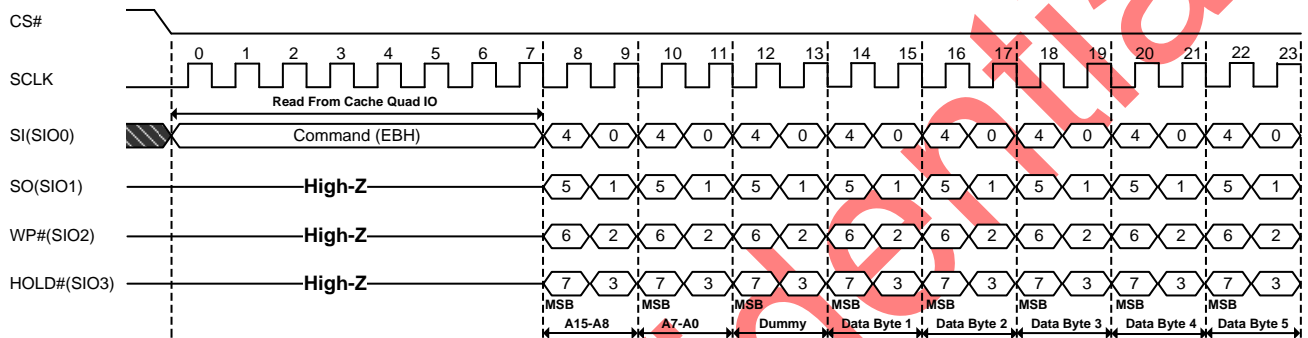 CS#
0 1 2 3 4 5 6 7 8 9 10 11 12 13 14 15 16 17 18 19 20 21 22 23
SCLK
Read From Cache Quad IO
SI(SIO0) Command (EBH) 4 0 4 0 4 0 4 0 4 0 4 0 4 0 4 0
SO(SIO1) High-Z 5 1 5 1 5 1 5 1 5 1 5 1 5 1 5 1
WP#(SIO2) High-Z 6 2 6 2 6 2 6 2 6 2 6 2 6 2 6 2
HOLD#(SIO3) High-Z 7 3 7 3 7 3 7 3 7 3 7 3 7 3 7 3
MSB MSB MSB MSB MSB MSB MSB MSB
A15-A8 A7-A0 Dummy Data Byte 1 Data Byte 2 Data Byte 3 Data Byte 4 Data Byte 5
identia